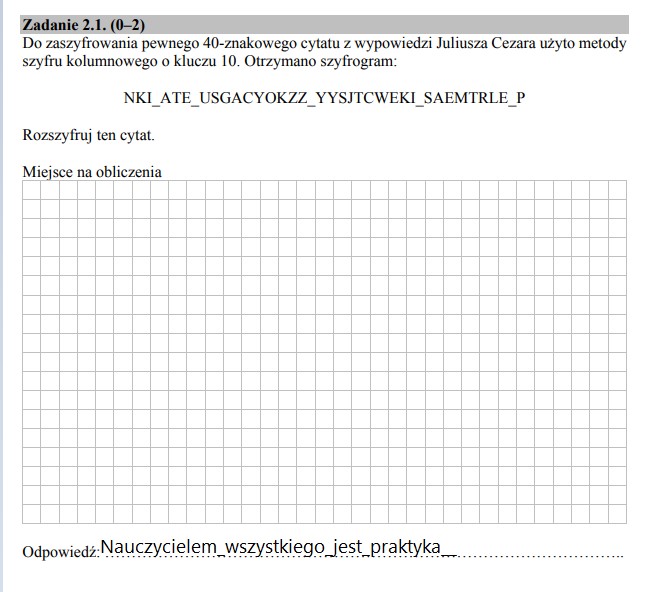 Zadanie 2.1. (0–2)
Do zaszyfrowania pewnego 40-znakowego cytatu z wypowiedzi Juliusza Cezara użyto metody
szyfru kolumnowego o kluczu 10. Otrzymano szyfrogram:
NKI_ATE_USGACYOKZZ_YYSJTCWEKI_SAEMTRLE_P
Rozszyfruj ten cytat.
Miejsce na obliczenia
Odpowiedź:Nauczycielem_wszystkiego_jest_praktyka__.......................................